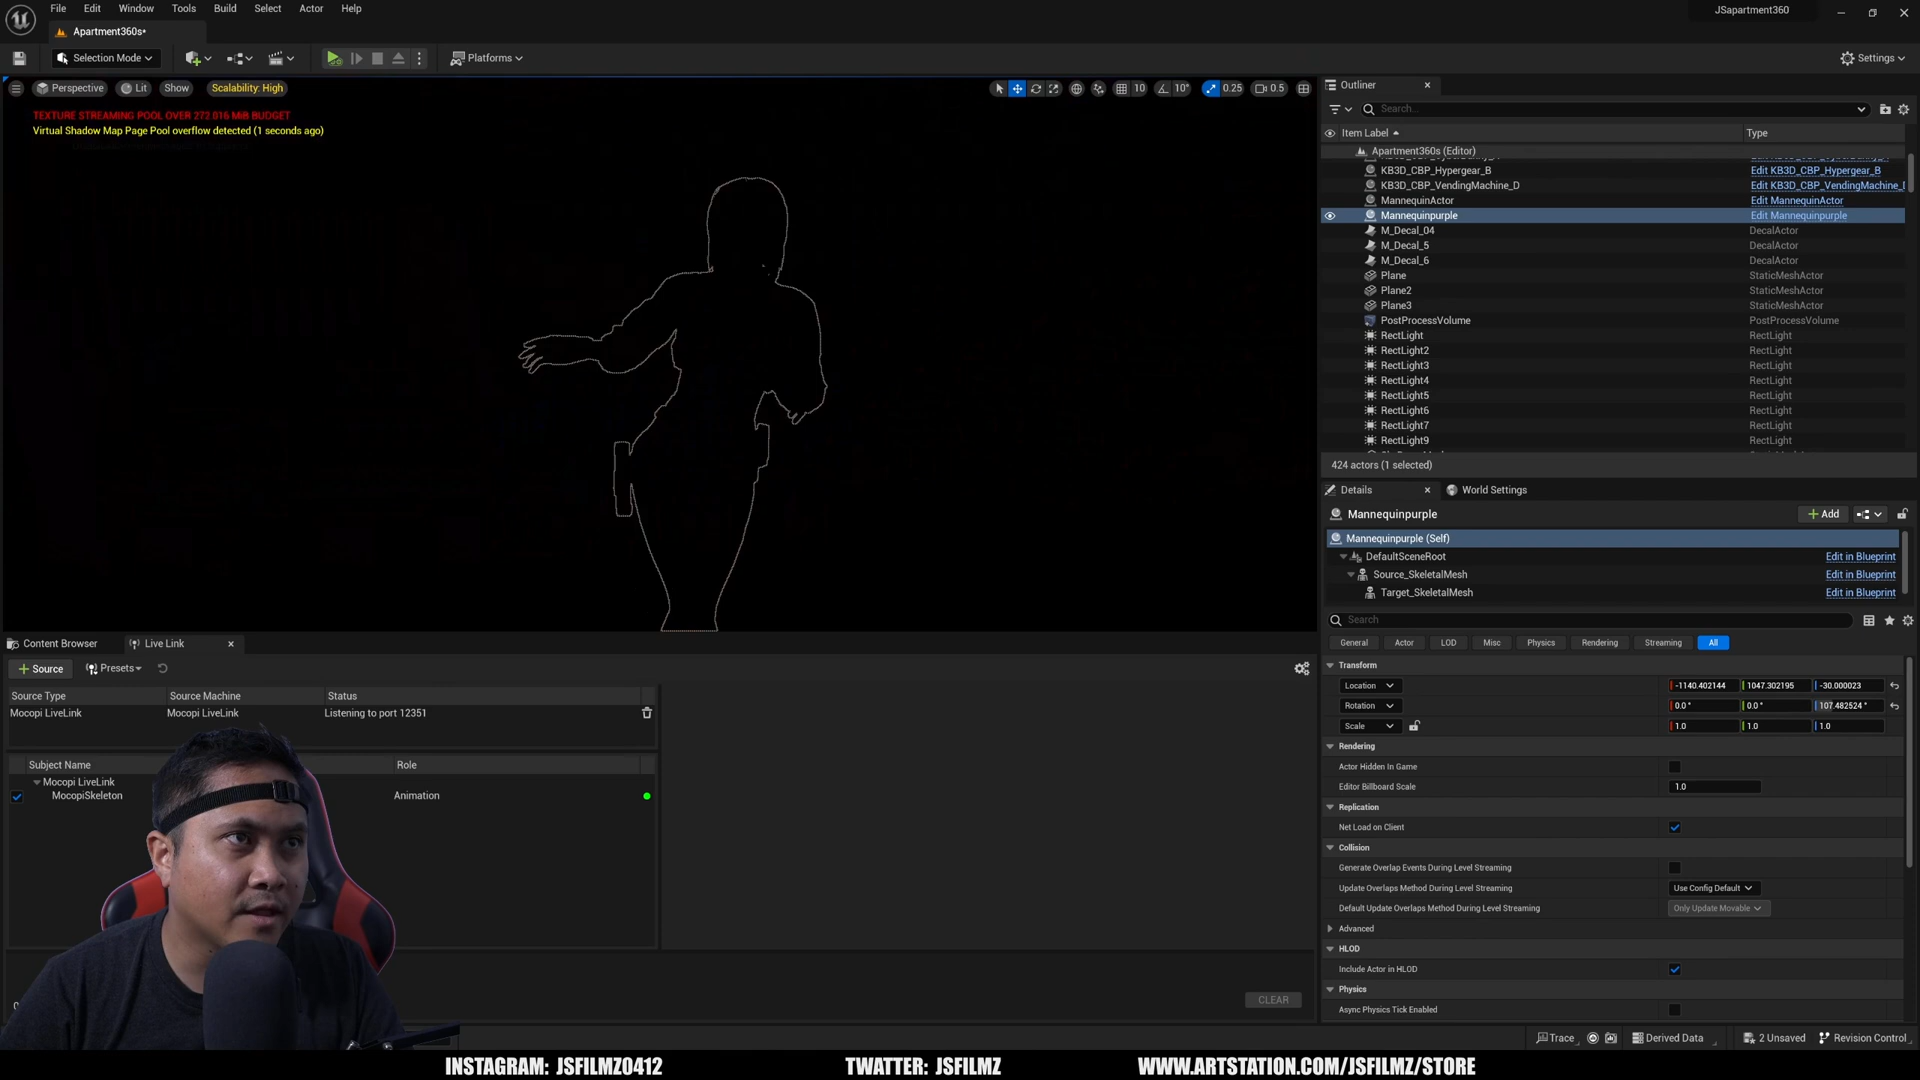 File Edit Window Tools Build Select Actor Help
JSapartment360
Apartment360s*
Selection Mode
Platforms
Settings
Perspective Lit Show Scalability: High
10 10° 0.25 0.5
TEXTURE STREAMING POOL OVER 272.016 MiB BUDGET
Virtual Shadow Map Page Pool overflow detected (1 seconds ago)
Outliner
Search...
Item Label Type
Apartment360s (Editor)
KB3D_CBP_Hypergear_B Edit KB3D_CBP_Hypergear_B
KB3D_CBP_VendingMachine_D Edit KB3D_CBP_VendingMachine_
MannequinActor Edit MannequinActor
Mannequinpurple Edit Mannequinpurple
M_Decal_04 DecalActor
M_Decal_5 DecalActor
M_Decal_6 DecalActor
Plane StaticMeshActor
Plane2 StaticMeshActor
Plane3 StaticMeshActor
PostProcessVolume PostProcessVolume
RectLight RectLight
RectLight2 RectLight
RectLight3 RectLight
RectLight4 RectLight
RectLight5 RectLight
RectLight6 RectLight
RectLight7 RectLight
RectLight9 RectLight
424 actors (1 selected)
Details World Settings
Mannequinpurple Add
Mannequinpurple (Self)
DefaultSceneRoot Edit in Blueprint
Source_SkeletalMesh Edit in Blueprint
Target_SkeletalMesh Edit in Blueprint
Search
General Actor LOD Misc Physics Rendering Streaming All
Transform
Location -1140.402144 1047.302195 -30.000023
Rotation 0.0° 0.0° 107.482524°
Scale 1.0 1.0 1.0
Rendering
Actor Hidden In Game
Editor Billboard Scale 1.0
Replication
Net Load on Client
Collision
Generate Overlap Events During Level Streaming
Update Overlaps Method During Level Streaming Use Config Default
Default Update Overlaps Method During Level Streaming Only Update Movable
Advanced
HLOD
Include Actor in HLOD
Physics
Async Physics Tick Enabled
Content Browser Live Link
Source Presets
Source Type Source Machine Status
Mocopi LiveLink Mocopi LiveLink Listening to port 12351
Subject Name Role
Mocopi LiveLink
MocopiSkeleton Animation
CLEAR
Trace Derived Data 2 Unsaved Revision Control
INSTAGRAM: JSFILMZ0412 TWATTER: JSFILMZ WWW.ARTSTATION.COM/JSFILMZ/STORE